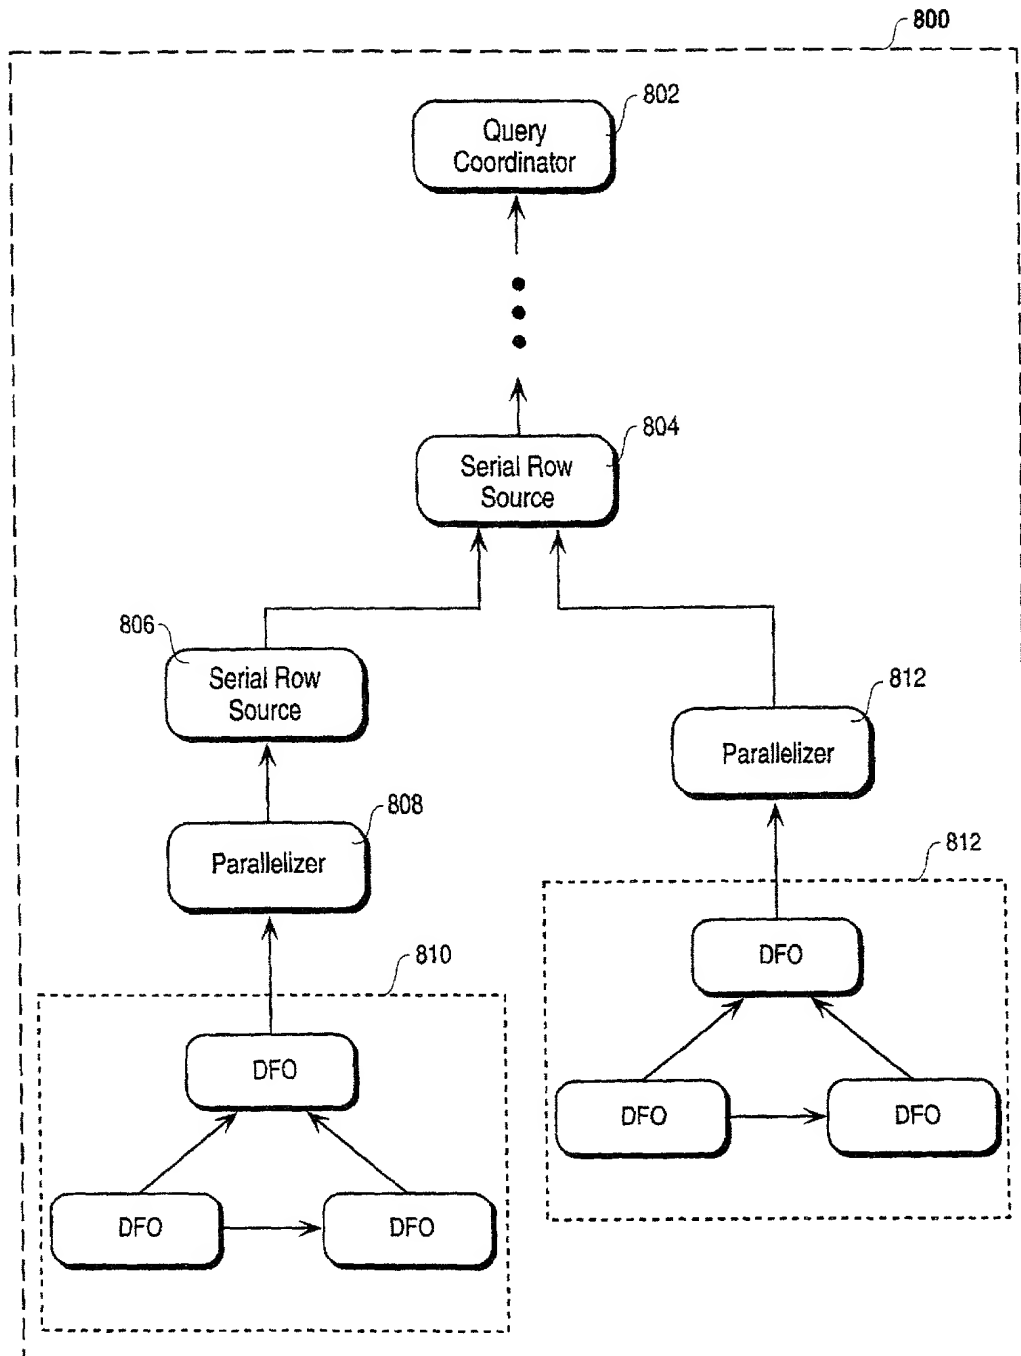 800
802
Query
Coordinator
804
Serial Row
Source
806
Serial Row
Source
812
Parallelizer
808
Parallelizer
812
DFO
DFO
DFO
810
DFO
DFO
DFO